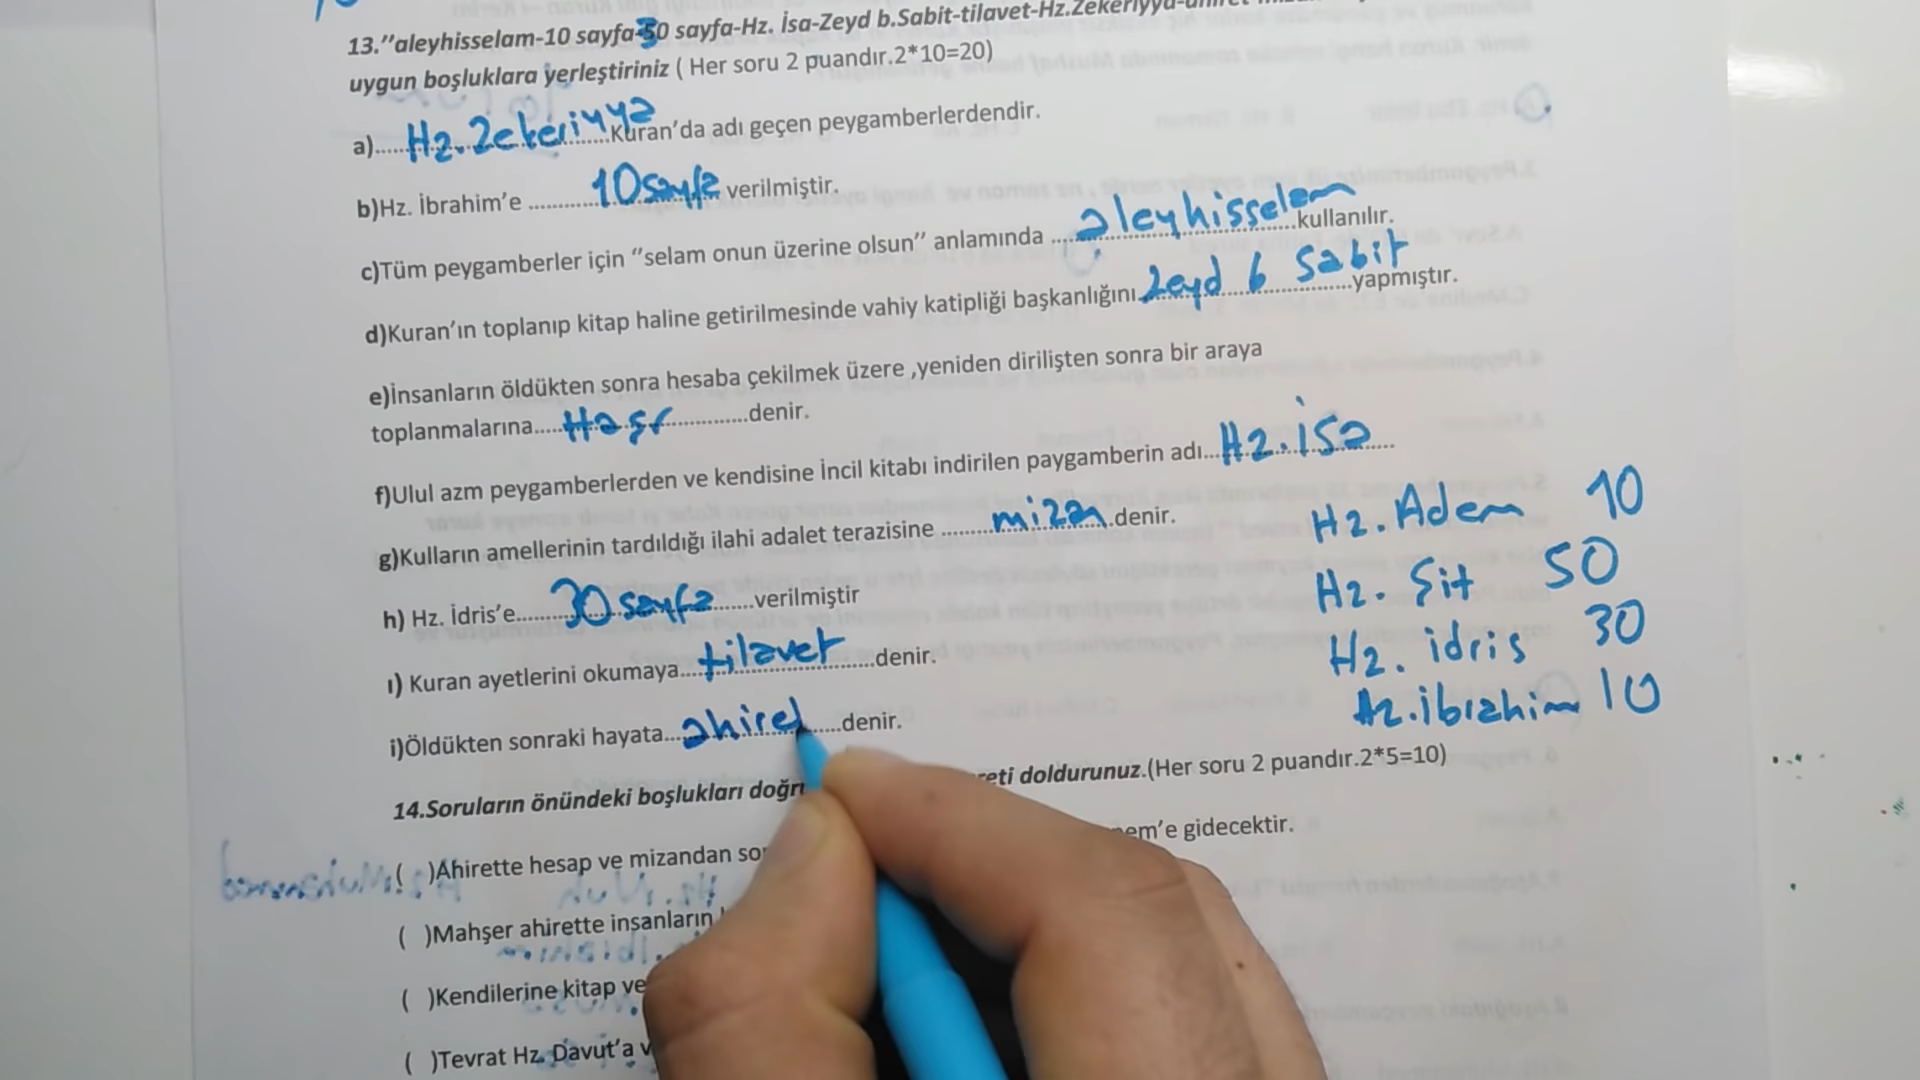 13."aleyhisselam-10 sayfa-30 sayfa-Hz. İsa-Zeyd b.Sabit-tilavet-Hz.Zekeriyya-ahiret
uygun boşluklara yerleştiriniz ( Her soru 2 puandır.2*10=20)
a)....Hz. Zekeriyya....Kuran'da adı geçen peygamberlerdendir.
b)Hz. İbrahim'e ............10 sayfa verilmiştir.
c)Tüm peygamberler için "selam onun üzerine olsun" anlamında ....aleyhisselam....kullanılır.
d)Kuran'ın toplanıp kitap haline getirilmesinde vahiy katipliği başkanlığını..Zeyd b Sabit....yapmıştır.
e)İnsanların öldükten sonra hesaba çekilmek üzere ,yeniden dirilişten sonra bir araya
toplanmalarına.....Haşr............denir.
f)Ulul azm peygamberlerden ve kendisine İncil kitabı indirilen paygamberin adı...Hz. İsa....
g)Kulların amellerinin tardıldığı ilahi adalet terazisine ........mizan.denir.
Hz. Adem 10
h) Hz. İdris'e......30 sayfa......verilmiştir
Hz. Şit 50
ı) Kuran ayetlerini okumaya....tilavet......denir.
Hz. idris 30
i)Öldükten sonraki hayata...ahiret.....denir.
Hz. ibrahim 10
14.Soruların önündeki boşlukları doldurunuz.(Her soru 2 puandır.2*5=10)
( )Ahirette hesap ve mizandan gidecektir.
( )Mahşer ahirette insanların
( )Kendilerine kitap ve
( )Tevrat Hz. Davut'a